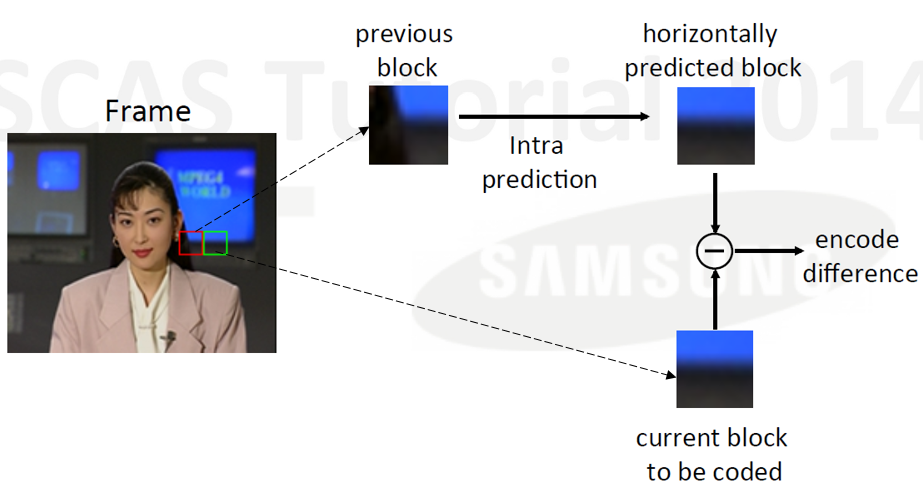 SCAS Tutorial 2014
previous
block
horizontally
predicted block
Frame
Intra
prediction
MPEG4
WORLD
SAMSUNG
encode
difference
current block
to be coded